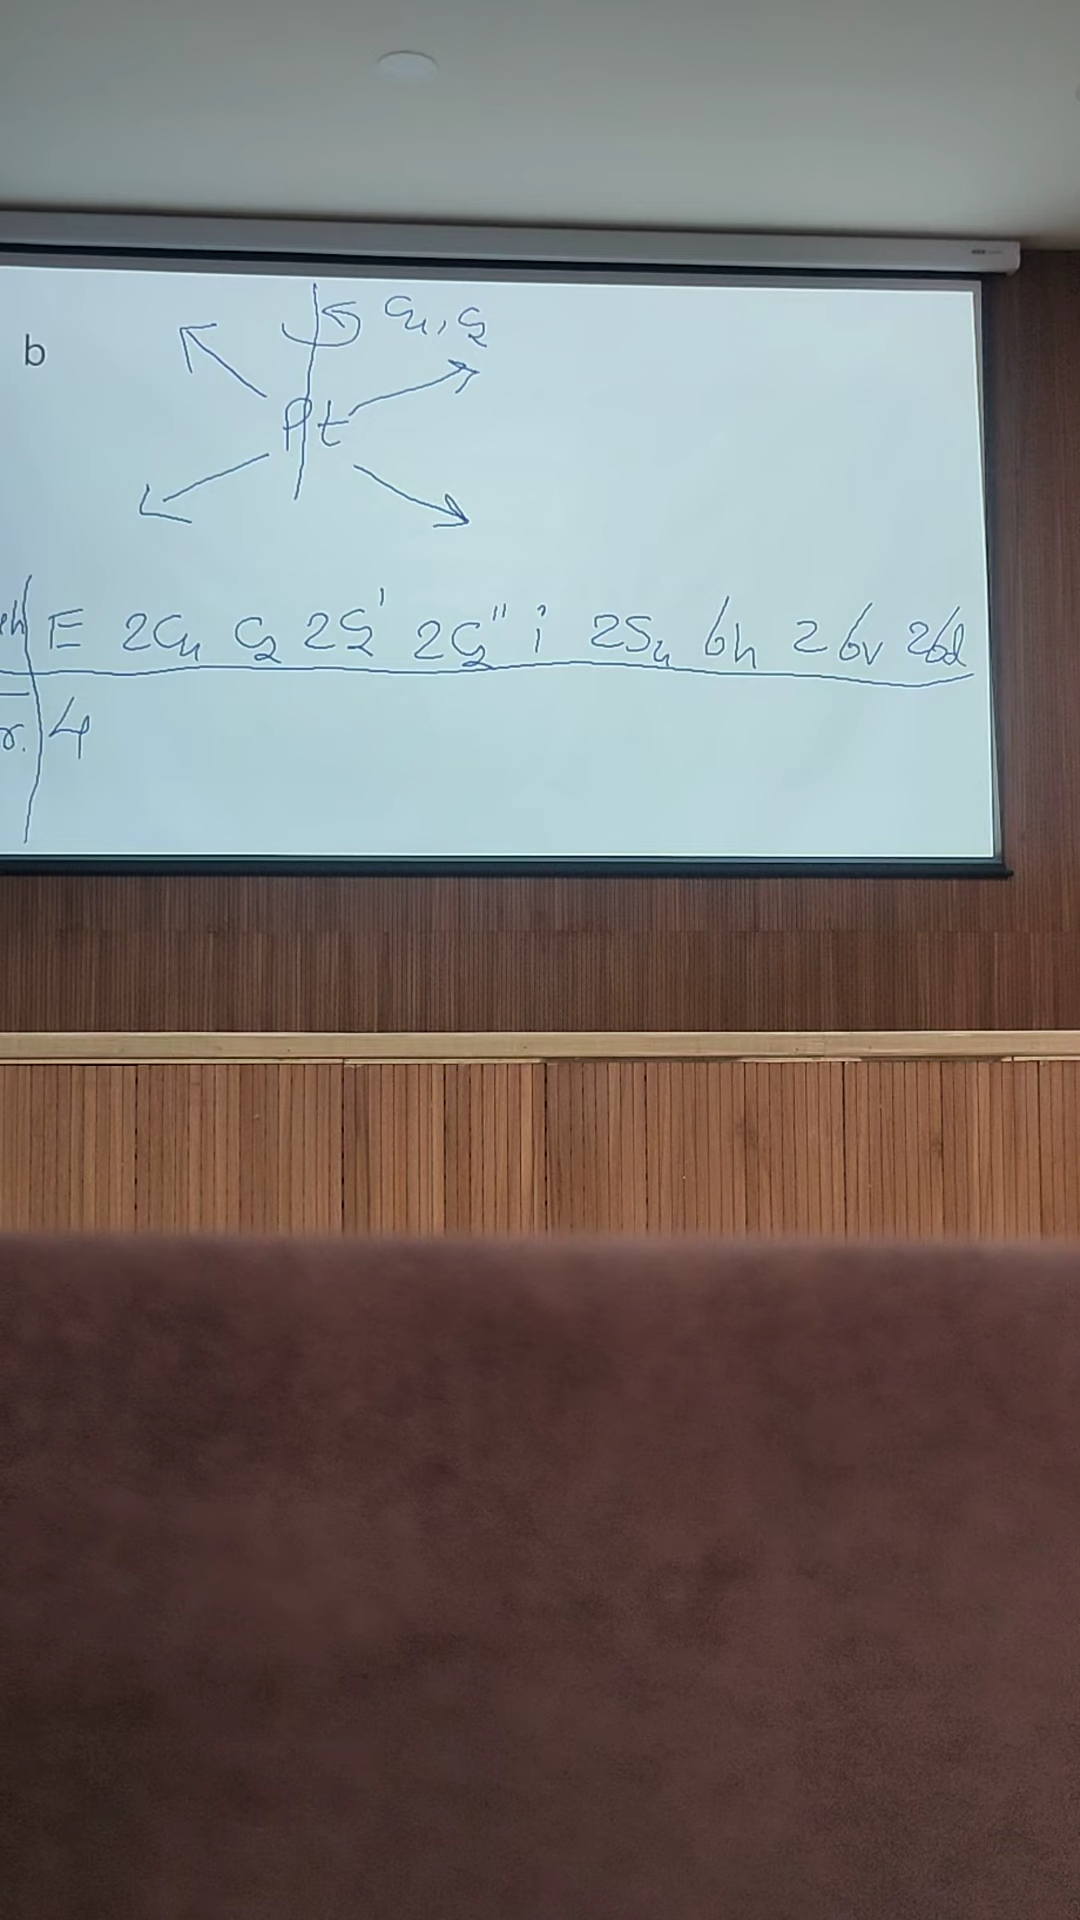 b
C₄, C₂
Pt
E 2C₄ C₂ 2C₂' 2C₂'' i 2S₄ σh 2σv 2σd
r. 4